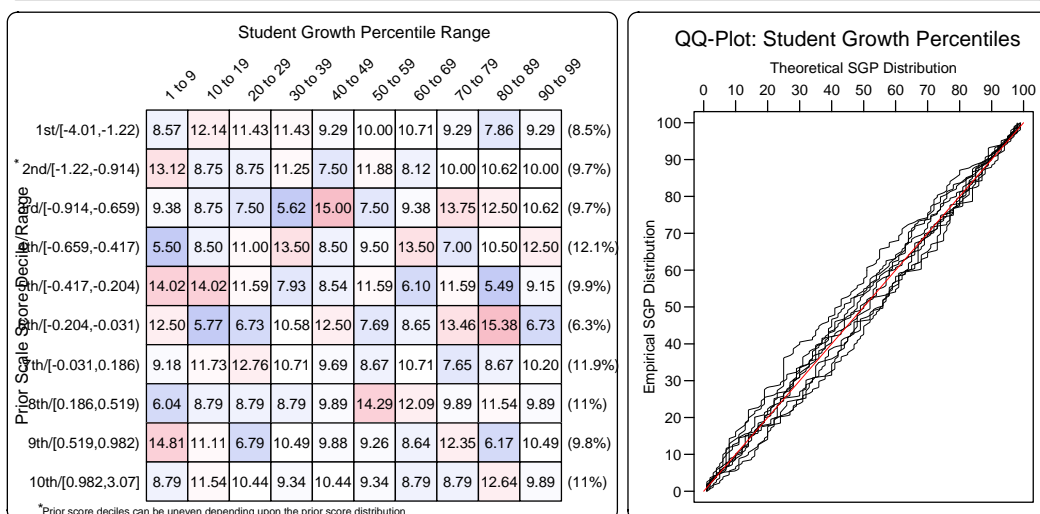 Student Growth Percentile Range
1 to 9 10 to 19 20 to 29 30 to 39 40 to 49 50 to 59 60 to 69 70 to 79 80 to 89 90 to 99
1st/[-4.01,-1.22) 8.57 12.14 11.43 11.43 9.29 10.00 10.71 9.29 7.86 9.29 (8.5%)
* 2nd/[-1.22,-0.914) 13.12 8.75 8.75 11.25 7.50 11.88 8.12 10.00 10.62 10.00 (9.7%)
rd/[-0.914,-0.659) 9.38 8.75 7.50 5.62 15.00 7.50 9.38 13.75 12.50 10.62 (9.7%)
th/[-0.659,-0.417) 5.50 8.50 11.00 13.50 8.50 9.50 13.50 7.00 10.50 12.50 (12.1%)
th/[-0.417,-0.204) 14.02 14.02 11.59 7.93 8.54 11.59 6.10 11.59 5.49 9.15 (9.9%)
th/[-0.204,-0.031) 12.50 5.77 6.73 10.58 12.50 7.69 8.65 13.46 15.38 6.73 (6.3%)
7th/[-0.031,0.186) 9.18 11.73 12.76 10.71 9.69 8.67 10.71 7.65 8.67 10.20 (11.9%)
8th/[0.186,0.519) 6.04 8.79 8.79 8.79 9.89 14.29 12.09 9.89 11.54 9.89 (11%)
9th/[0.519,0.982) 14.81 11.11 6.79 10.49 9.88 9.26 8.64 12.35 6.17 10.49 (9.8%)
10th/[0.982,3.07] 8.79 11.54 10.44 9.34 10.44 9.34 8.79 8.79 12.64 9.89 (11%)
Prior Scale Score Decile/Range
*Prior score deciles can be uneven depending upon the prior score distribution
QQ-Plot: Student Growth Percentiles
Theoretical SGP Distribution
0 10 20 30 40 50 60 70 80 90 100
100
90
80
70
60
50
40
30
20
10
0
Empirical SGP Distribution